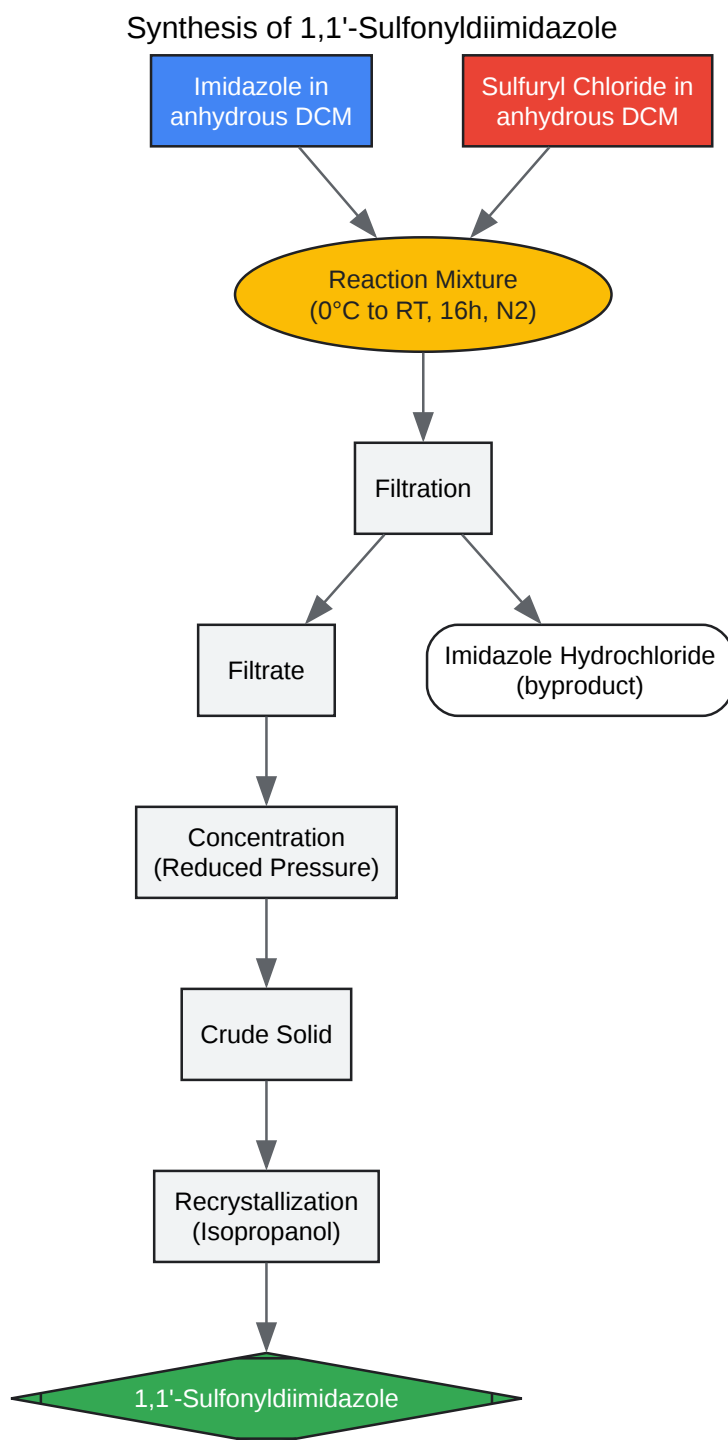 Synthesis of 1,1'-Sulfonyldiimidazole
Imidazole in
anhydrous DCM
Sulfuryl Chloride in
anhydrous DCM
Reaction Mixture
(0°C to RT, 16h, N2)
Filtration
Filtrate
Imidazole Hydrochloride
(byproduct)
Concentration
(Reduced Pressure)
Crude Solid
Recrystallization
(Isopropanol)
1,1'-Sulfonyldiimidazole